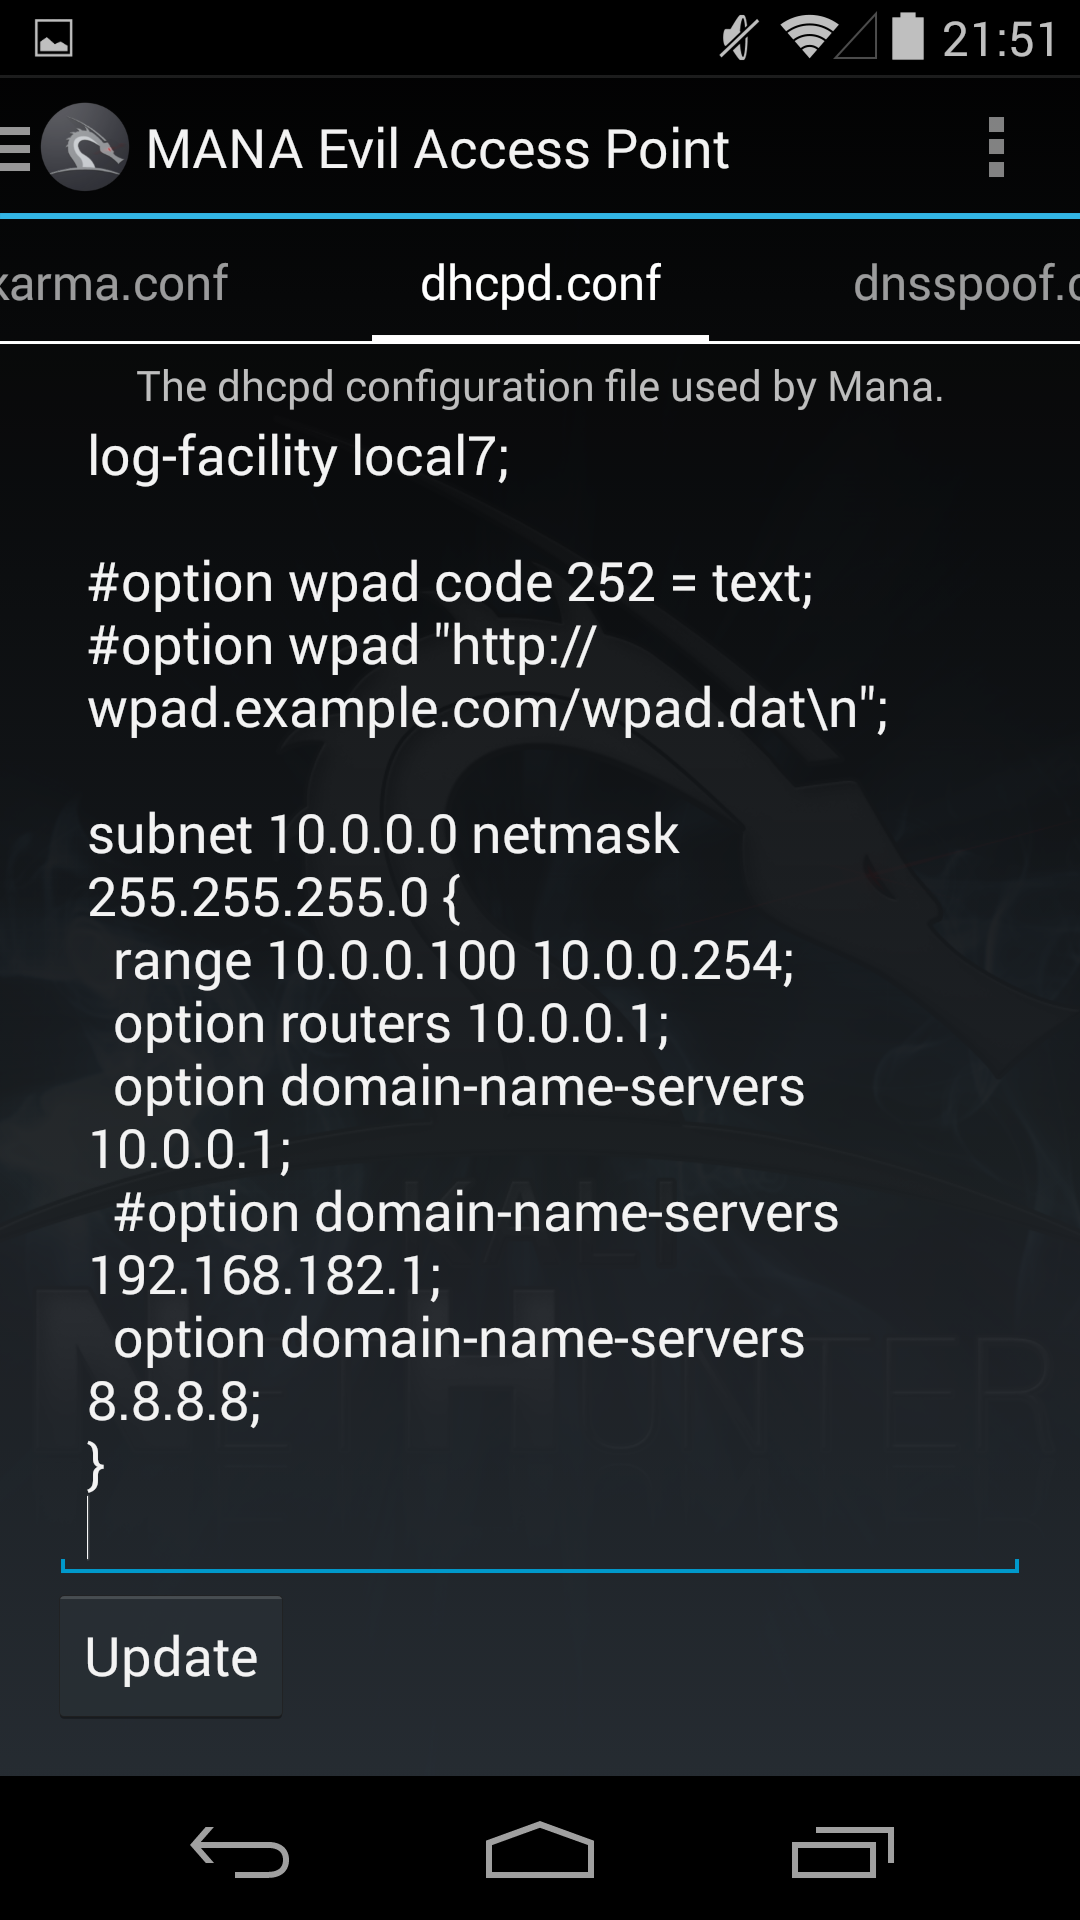 21:51
MANA Evil Access Point
karma.conf
dhcpd.conf
dnsspoof.c
The dhcpd configuration file used by Mana.
log-facility local7;
#option wpad code 252 = text;
#option wpad "http://
wpad.example.com/wpad.dat\n";
subnet 10.0.0.0 netmask
255.255.255.0 {
range 10.0.0.100 10.0.0.254;
option routers 10.0.0.1;
option domain-name-servers
10.0.0.1;
#option domain-name-servers
192.168.182.1;
option domain-name-servers
8.8.8.8;
}
KALI
NETHUNTER
Update